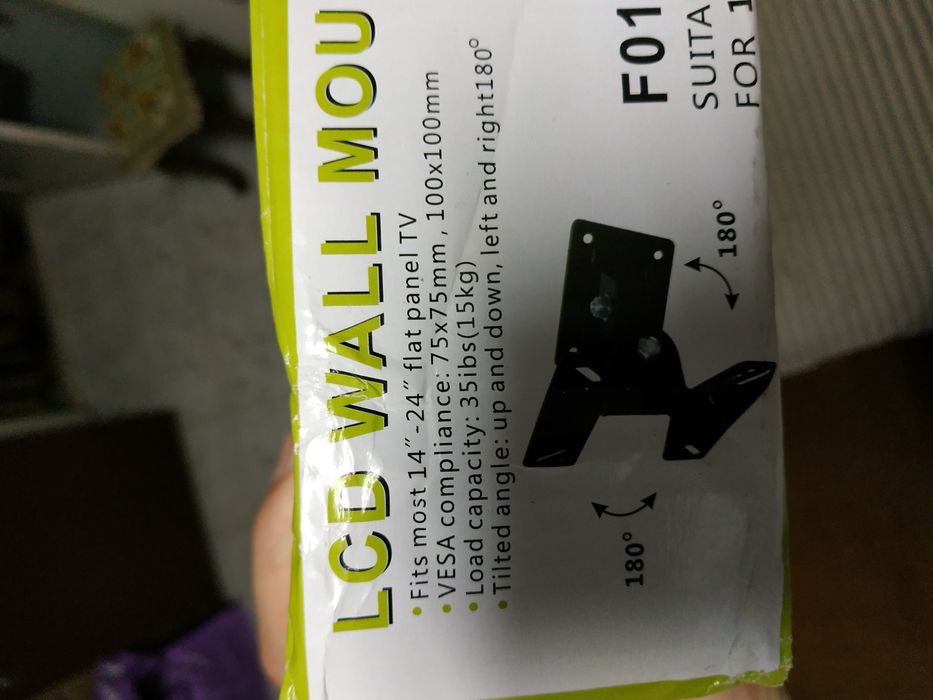 LCD WALL MOU
• Fits most 14"-24" flat panel TV
• VESA compliance: 75x75mm , 100x100mm
• Load capacity: 35ibs(15kg)
• Tilted angle: up and down, left and right180°
F01
SUITA
FOR 1
180°
180°